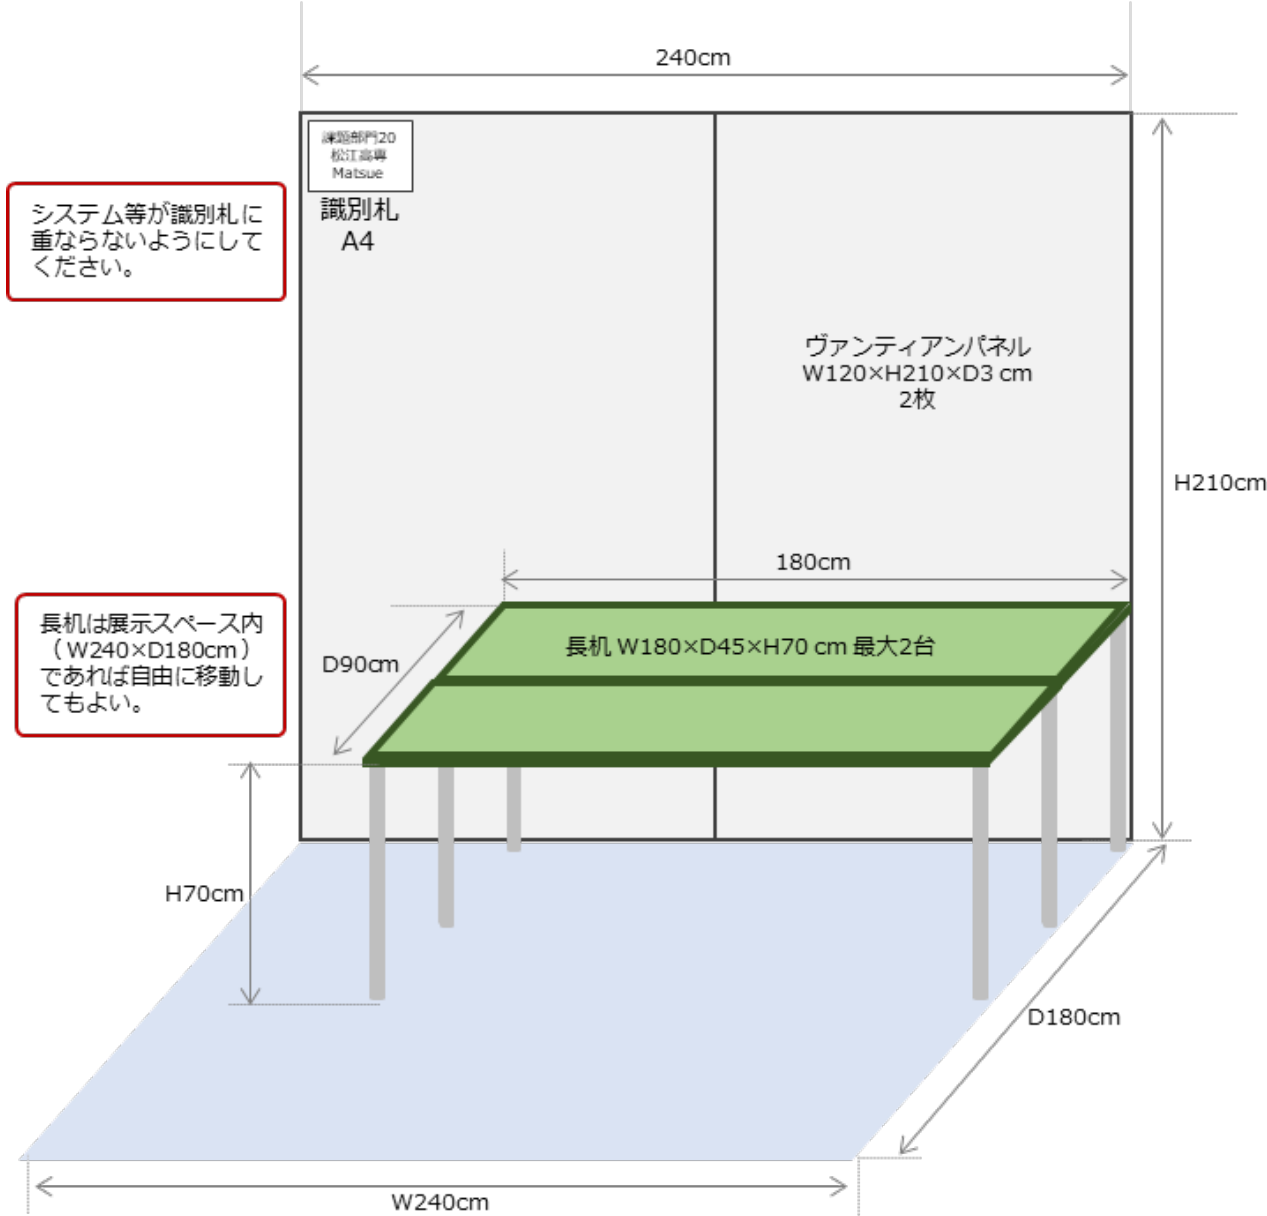 240cm
課題部門20
松江高専
Matsue
識別札
A4
システム等が識別札に
重ならないようにして
ください。
ヴァンティアンパネル
W120×H210×D3 cm
2枚
H210cm
180cm
長机は展示スペース内
（W240×D180cm）
であれば自由に移動し
てもよい。
D90cm
長机 W180×D45×H70 cm 最大2台
H70cm
D180cm
W240cm